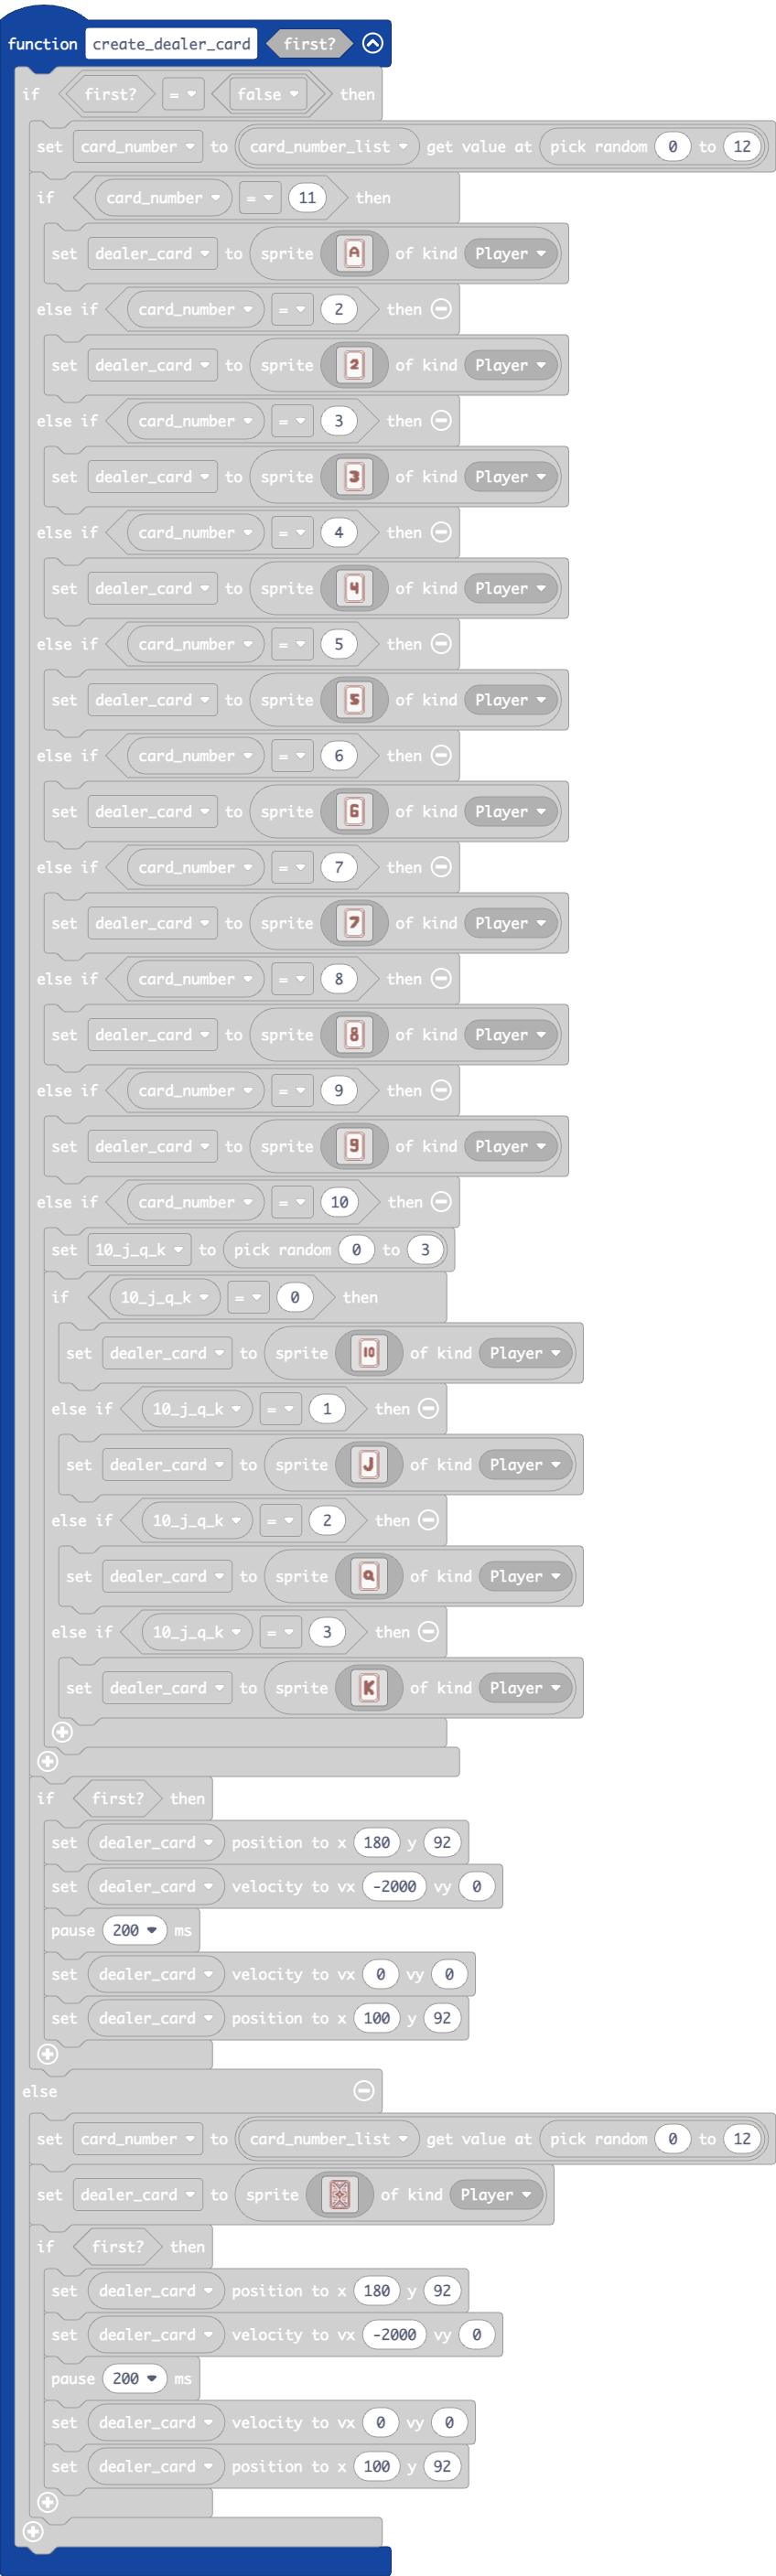 function create_dealer_card first?
if first? = false then
set card_number to card_number_list get value at pick random 0 to 12
if card_number = 11 then
set dealer_card to sprite A of kind Player
else if card_number = 2 then
set dealer_card to sprite 2 of kind Player
else if card_number = 3 then
set dealer_card to sprite 3 of kind Player
else if card_number = 4 then
set dealer_card to sprite 4 of kind Player
else if card_number = 5 then
set dealer_card to sprite 5 of kind Player
else if card_number = 6 then
set dealer_card to sprite 6 of kind Player
else if card_number = 7 then
set dealer_card to sprite 7 of kind Player
else if card_number = 8 then
set dealer_card to sprite 8 of kind Player
else if card_number = 9 then
set dealer_card to sprite 9 of kind Player
else if card_number = 10 then
set 10_j_q_k to pick random 0 to 3
if 10_j_q_k = 0 then
set dealer_card to sprite 10 of kind Player
else if 10_j_q_k = 1 then
set dealer_card to sprite J of kind Player
else if 10_j_q_k = 2 then
set dealer_card to sprite Q of kind Player
else if 10_j_q_k = 3 then
set dealer_card to sprite K of kind Player
if first? then
set dealer_card position to x 180 y 92
set dealer_card velocity to vx -2000 vy 0
pause 200 ms
set dealer_card velocity to vx 0 vy 0
set dealer_card position to x 100 y 92
else
set card_number to card_number_list get value at pick random 0 to 12
set dealer_card to sprite of kind Player
if first? then
set dealer_card position to x 180 y 92
set dealer_card velocity to vx -2000 vy 0
pause 200 ms
set dealer_card velocity to vx 0 vy 0
set dealer_card position to x 100 y 92